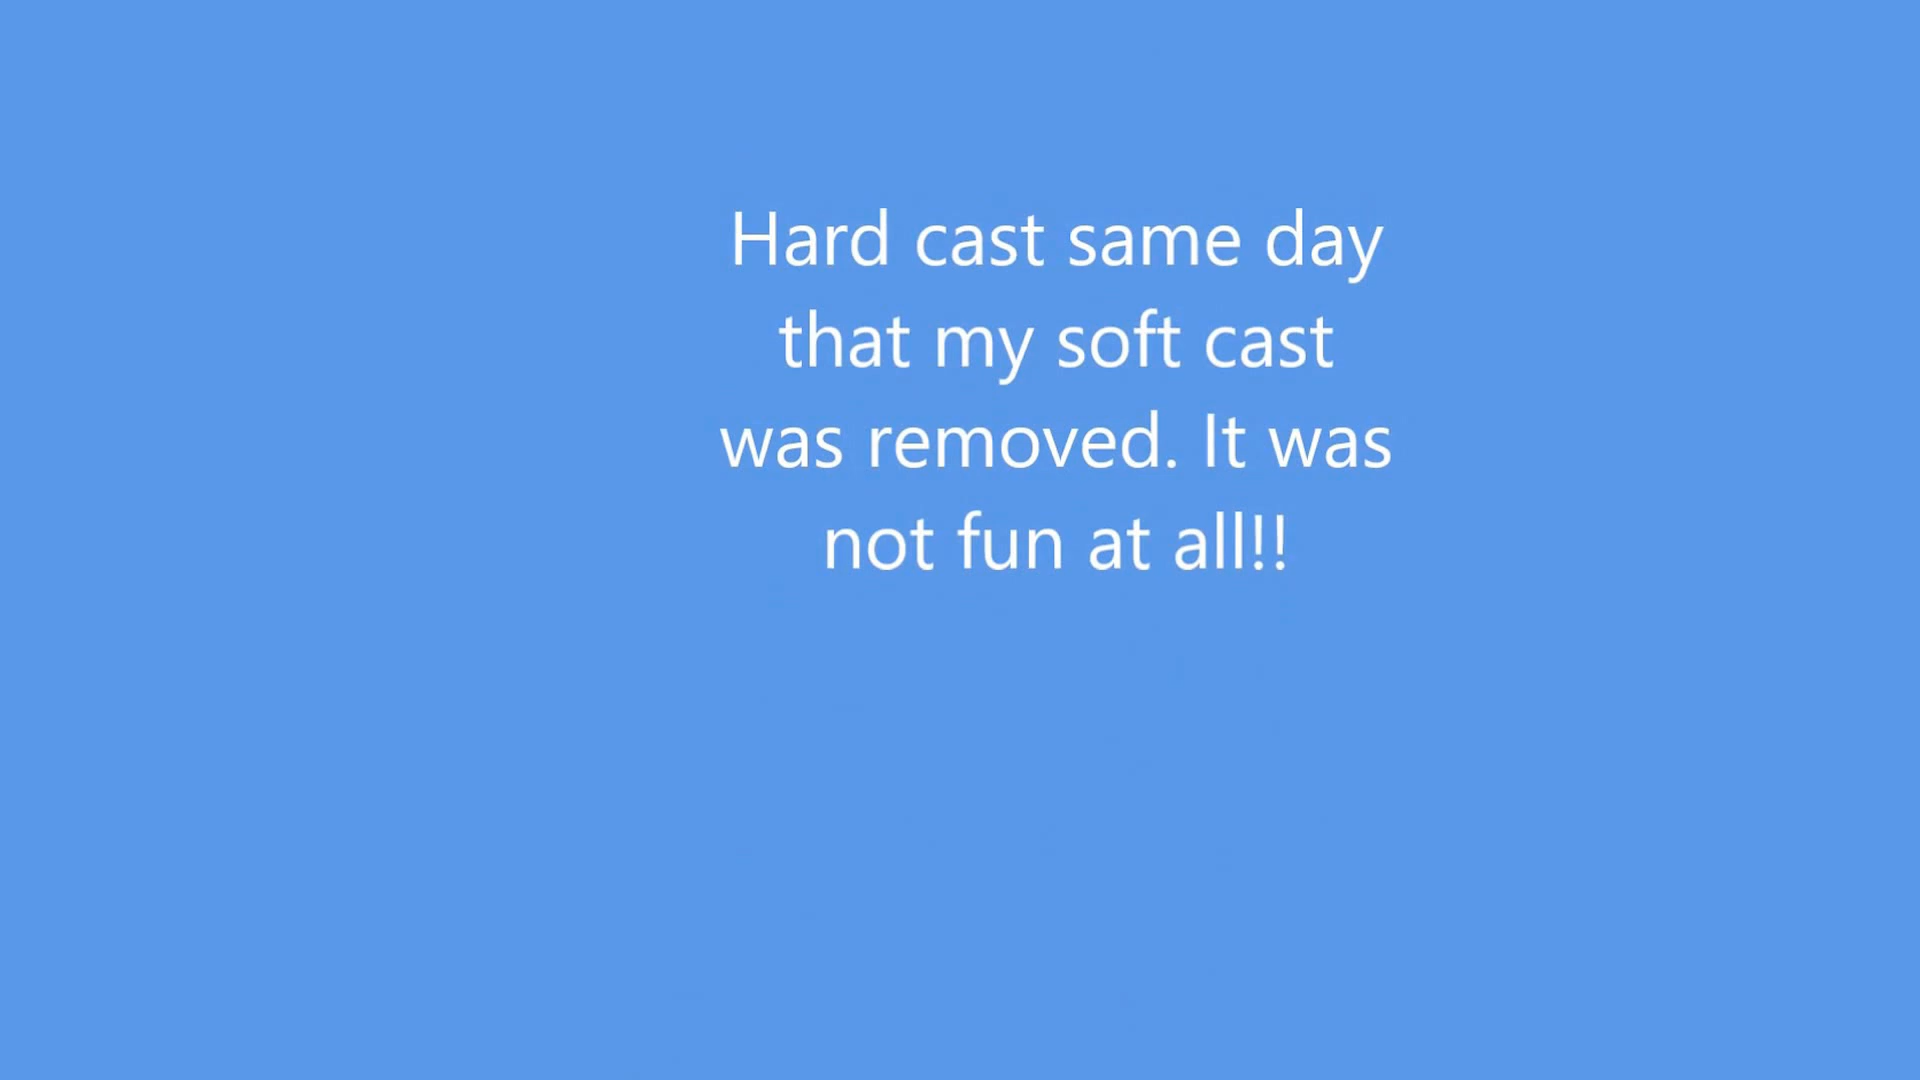 Hard cast same day
that my soft cast
was removed. It was
not fun at all!!